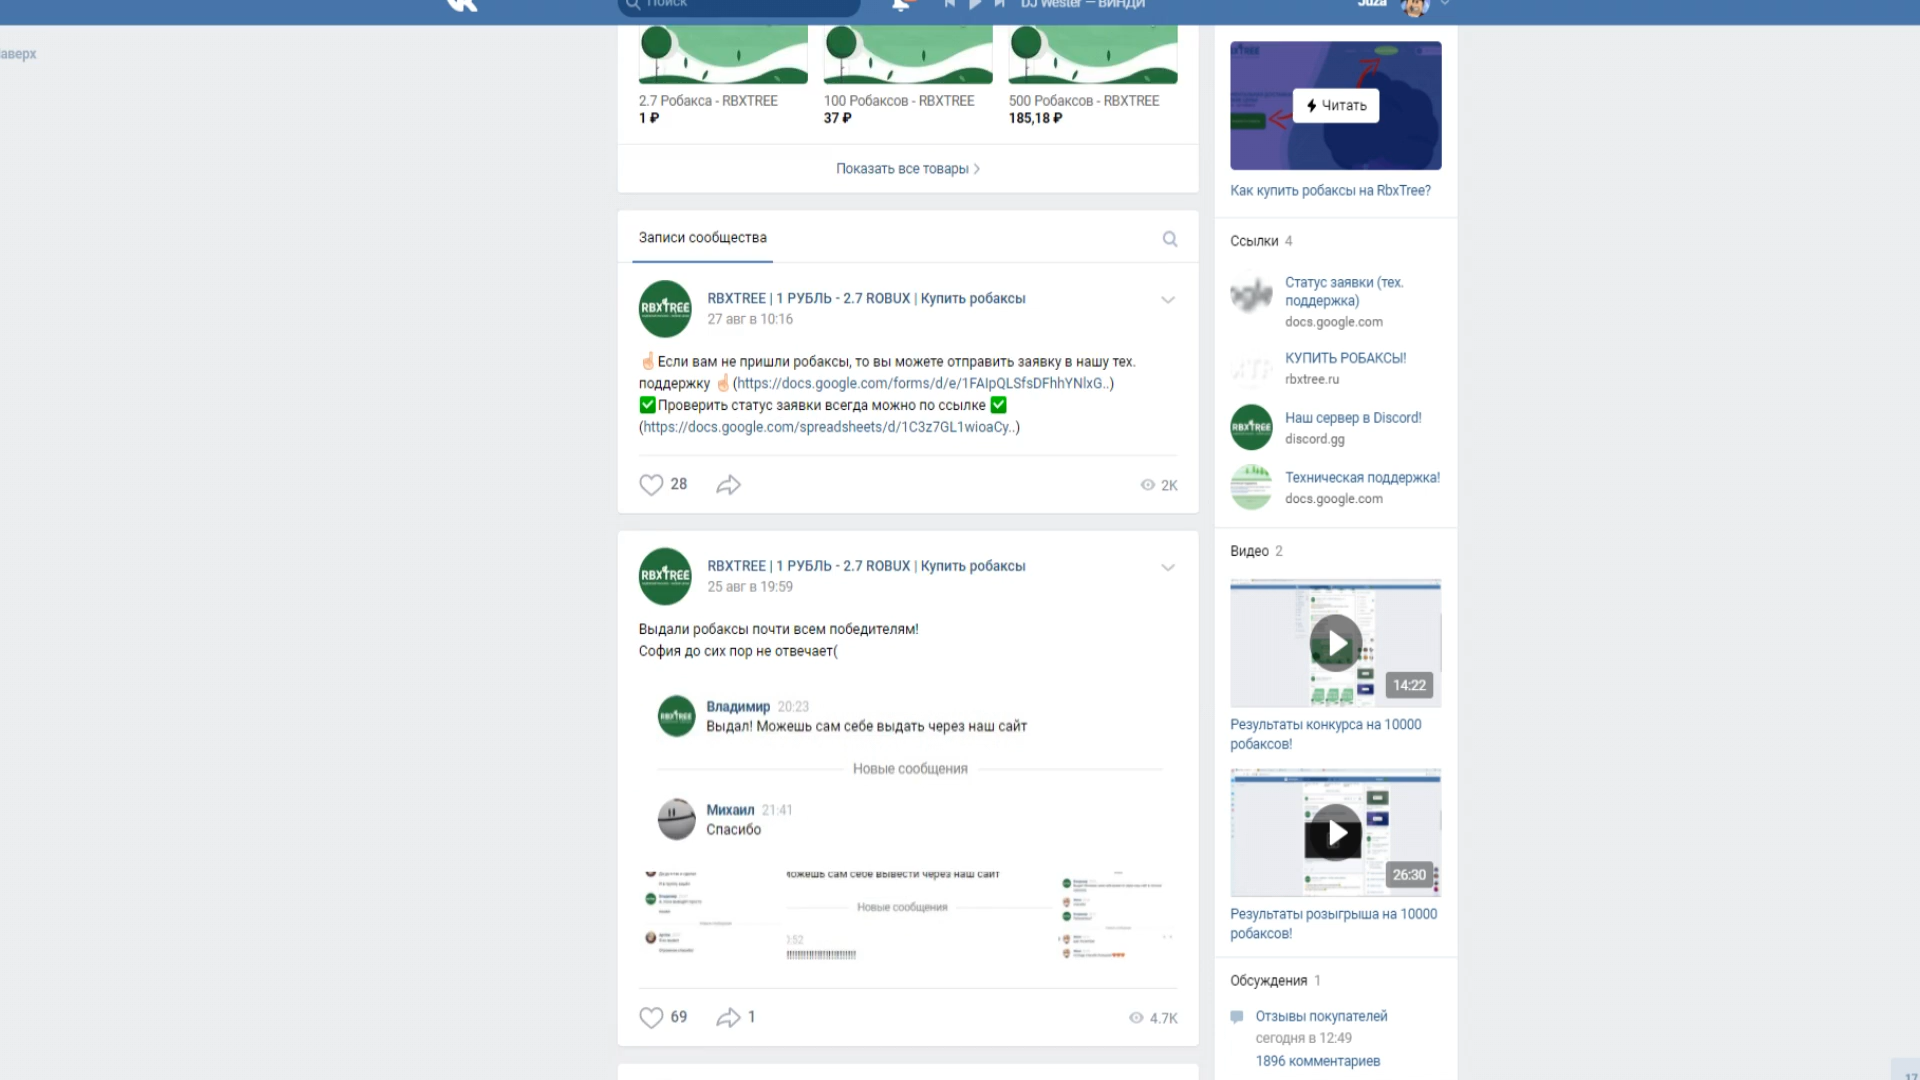 Поиск
DJ Wester — ВИНДИ
Juza
наверх
2.7 Робакса - RBXTREE
1 ₽
100 Робаксов - RBXTREE
37 ₽
500 Робаксов - RBXTREE
185,18 ₽
Показать все товары
Записи сообщества
RBXTREE
RBXTREE | 1 РУБЛЬ - 2.7 ROBUX | Купить робаксы
27 авг в 10:16
☝Если вам не пришли робаксы, то вы можете отправить заявку в нашу тех.
поддержку ☝(https://docs.google.com/forms/d/e/1FAIpQLSfsDFhhYNlxG..)
✅Проверить статус заявки всегда можно по ссылке ✅
(https://docs.google.com/spreadsheets/d/1C3z7GL1wioaCy..)
28
2K
RBXTREE
RBXTREE | 1 РУБЛЬ - 2.7 ROBUX | Купить робаксы
25 авг в 19:59
Выдали робаксы почти всем победителям!
София до сих пор не отвечает(
RBXTREE
Владимир 20:23
Выдал! Можешь сам себе выдать через наш сайт
Новые сообщения
Михаил 21:41
Спасибо
можешь сам себе вывести через наш сайт
Новые сообщения
:52
69
1
4.7K
Читать
Как купить робаксы на RbxTree?
Ссылки 4
Статус заявки (тех.
поддержка)
docs.google.com
КУПИТЬ РОБАКСЫ!
rbxtree.ru
RBXTREE
Наш сервер в Discord!
discord.gg
Техническая поддержка!
docs.google.com
Видео 2
14:22
Результаты конкурса на 10000
робаксов!
26:30
Результаты розыгрыша на 10000
робаксов!
Обсуждения 1
Отзывы покупателей
сегодня в 12:49
1896 комментариев
17